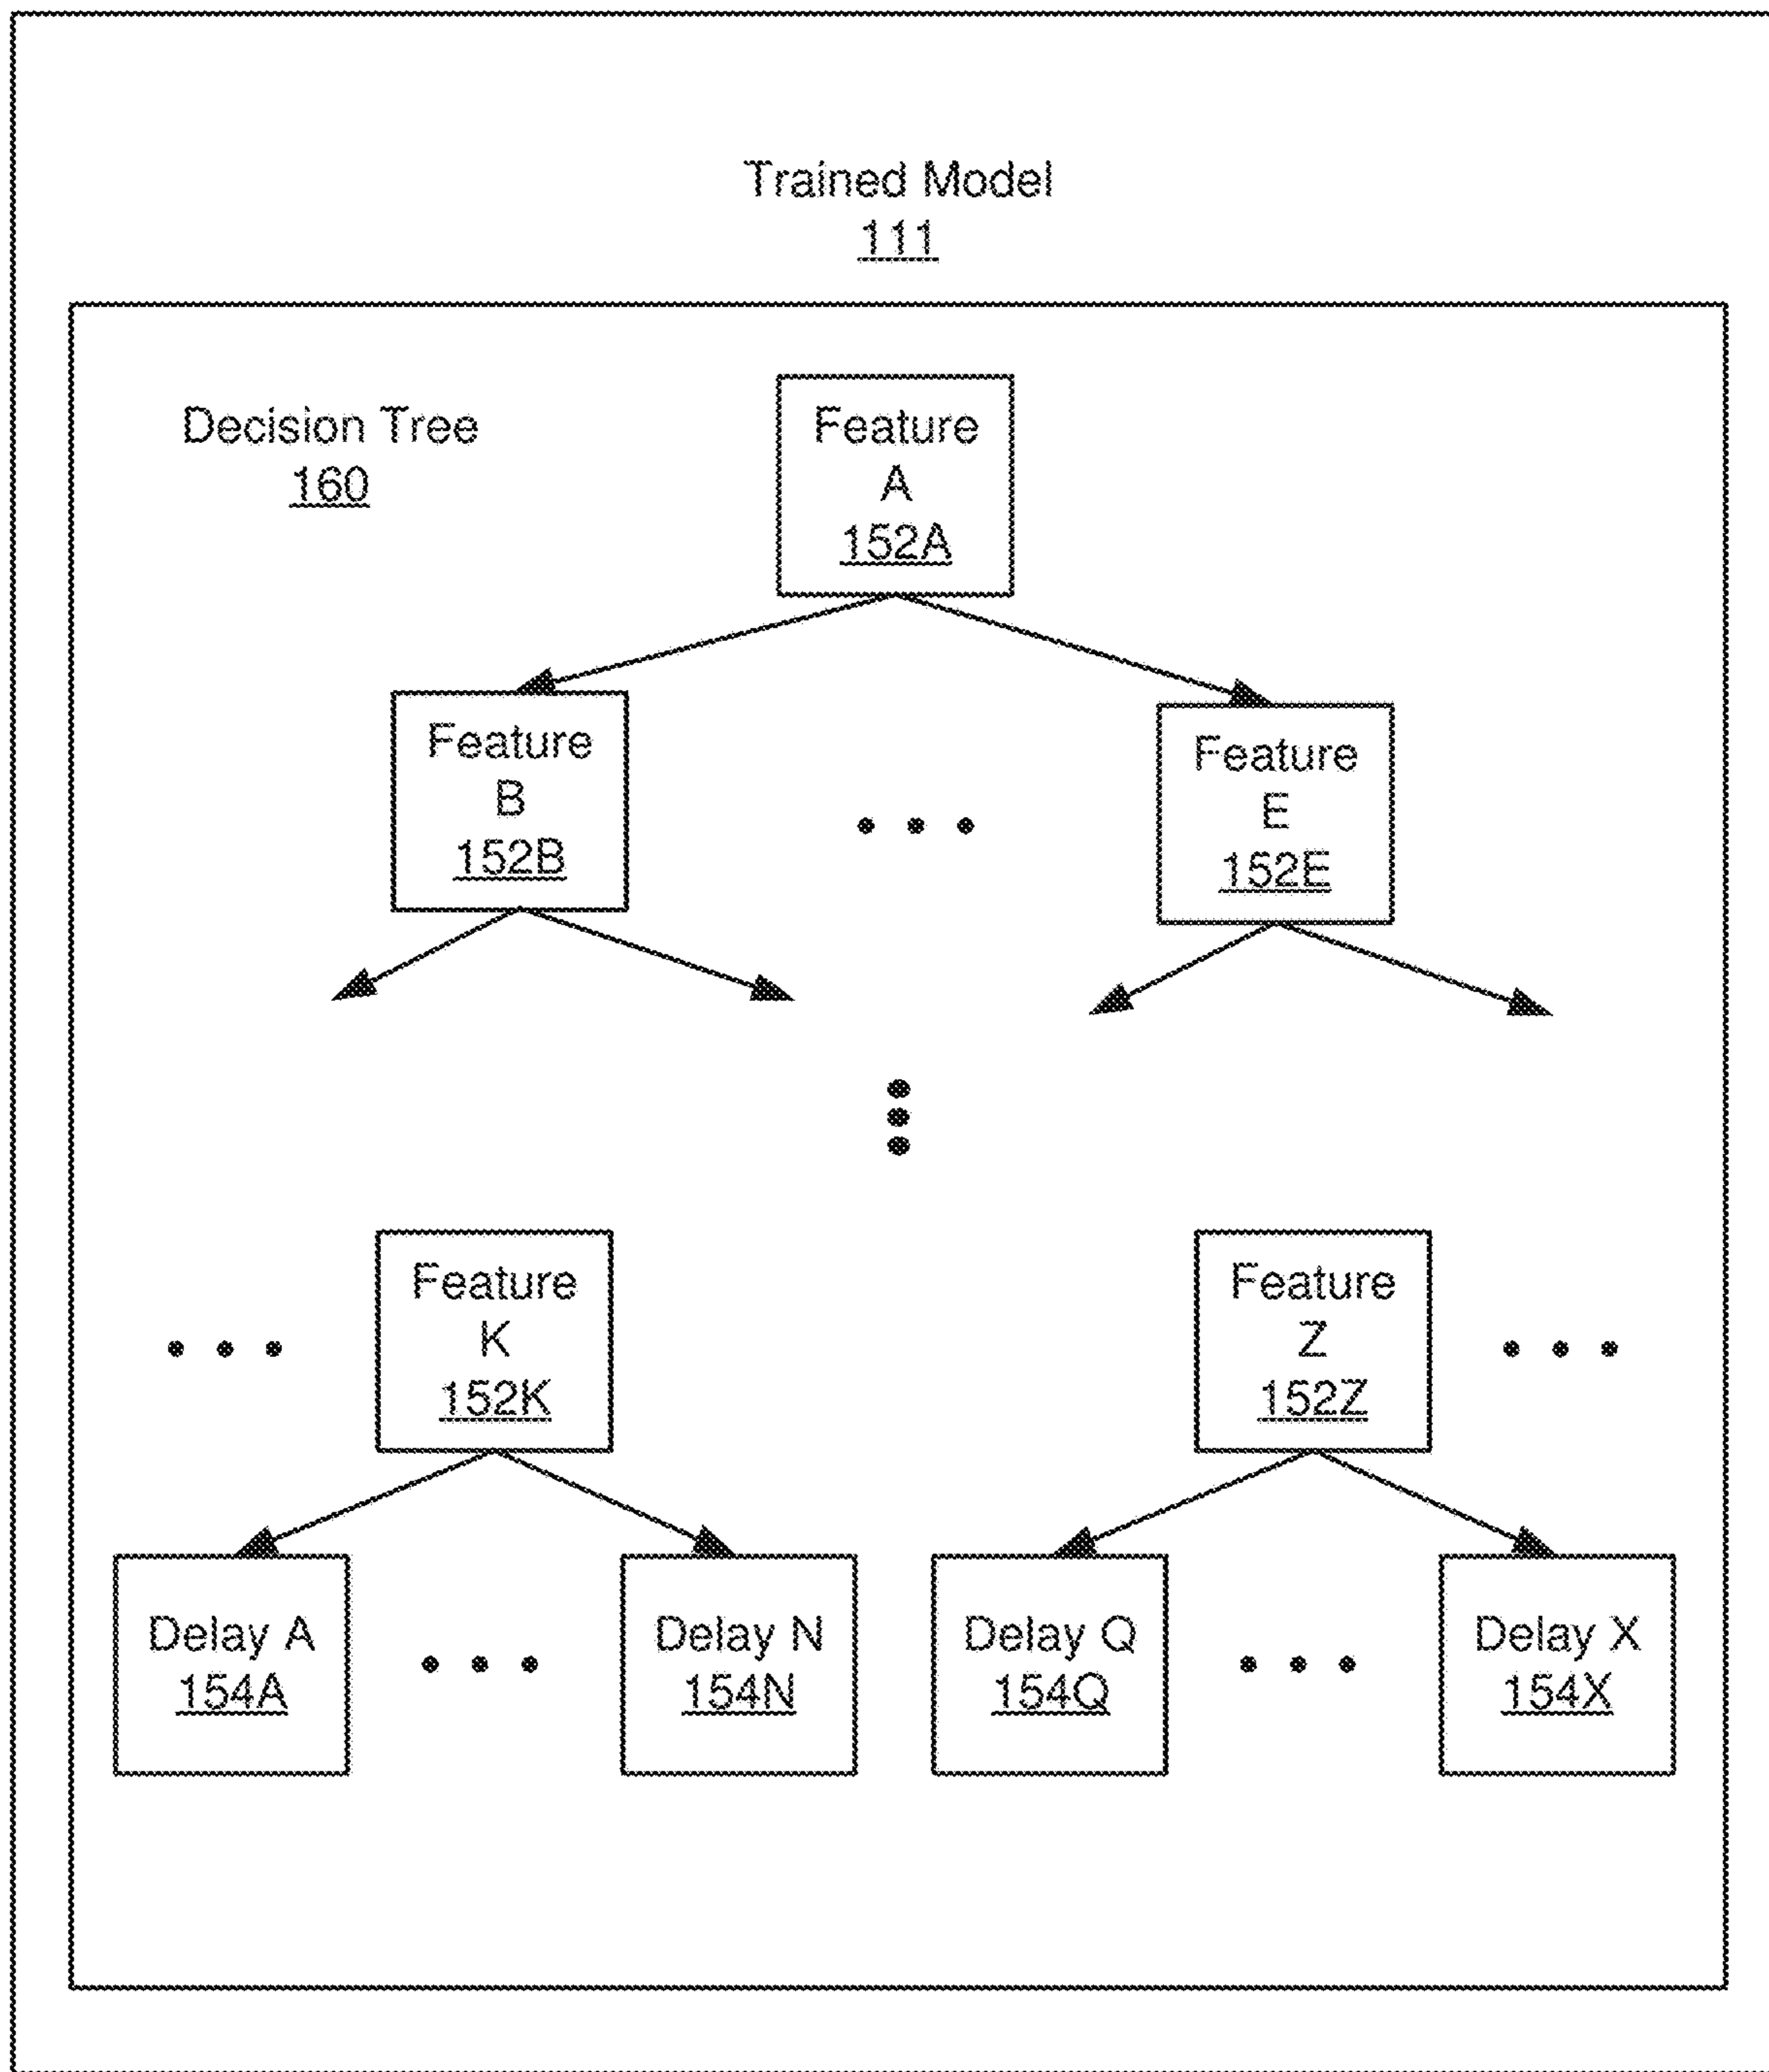 Trained Model
111
Decision Tree
160
Feature
A
152A
Feature
B
152B
Feature
E
152E
Feature
K
152K
Feature
Z
152Z
Delay A
154A
Delay N
154N
Delay Q
154Q
Delay X
154X